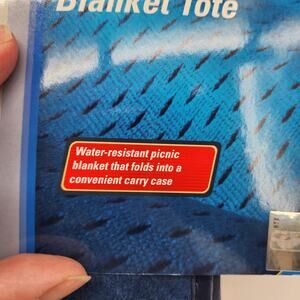 Blanket Tote
Water-resistant picnic
blanket that folds into a
convenient carry case